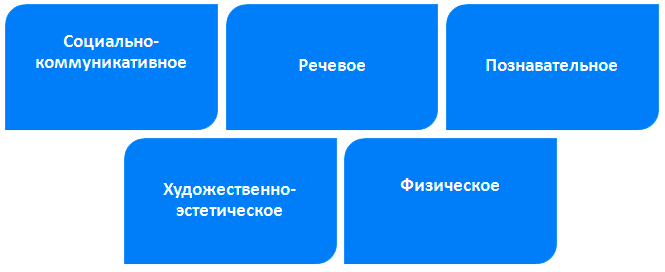 Социально-
коммуникативное
Речевое
Познавательное
Художественно-
эстетическое
Физическое